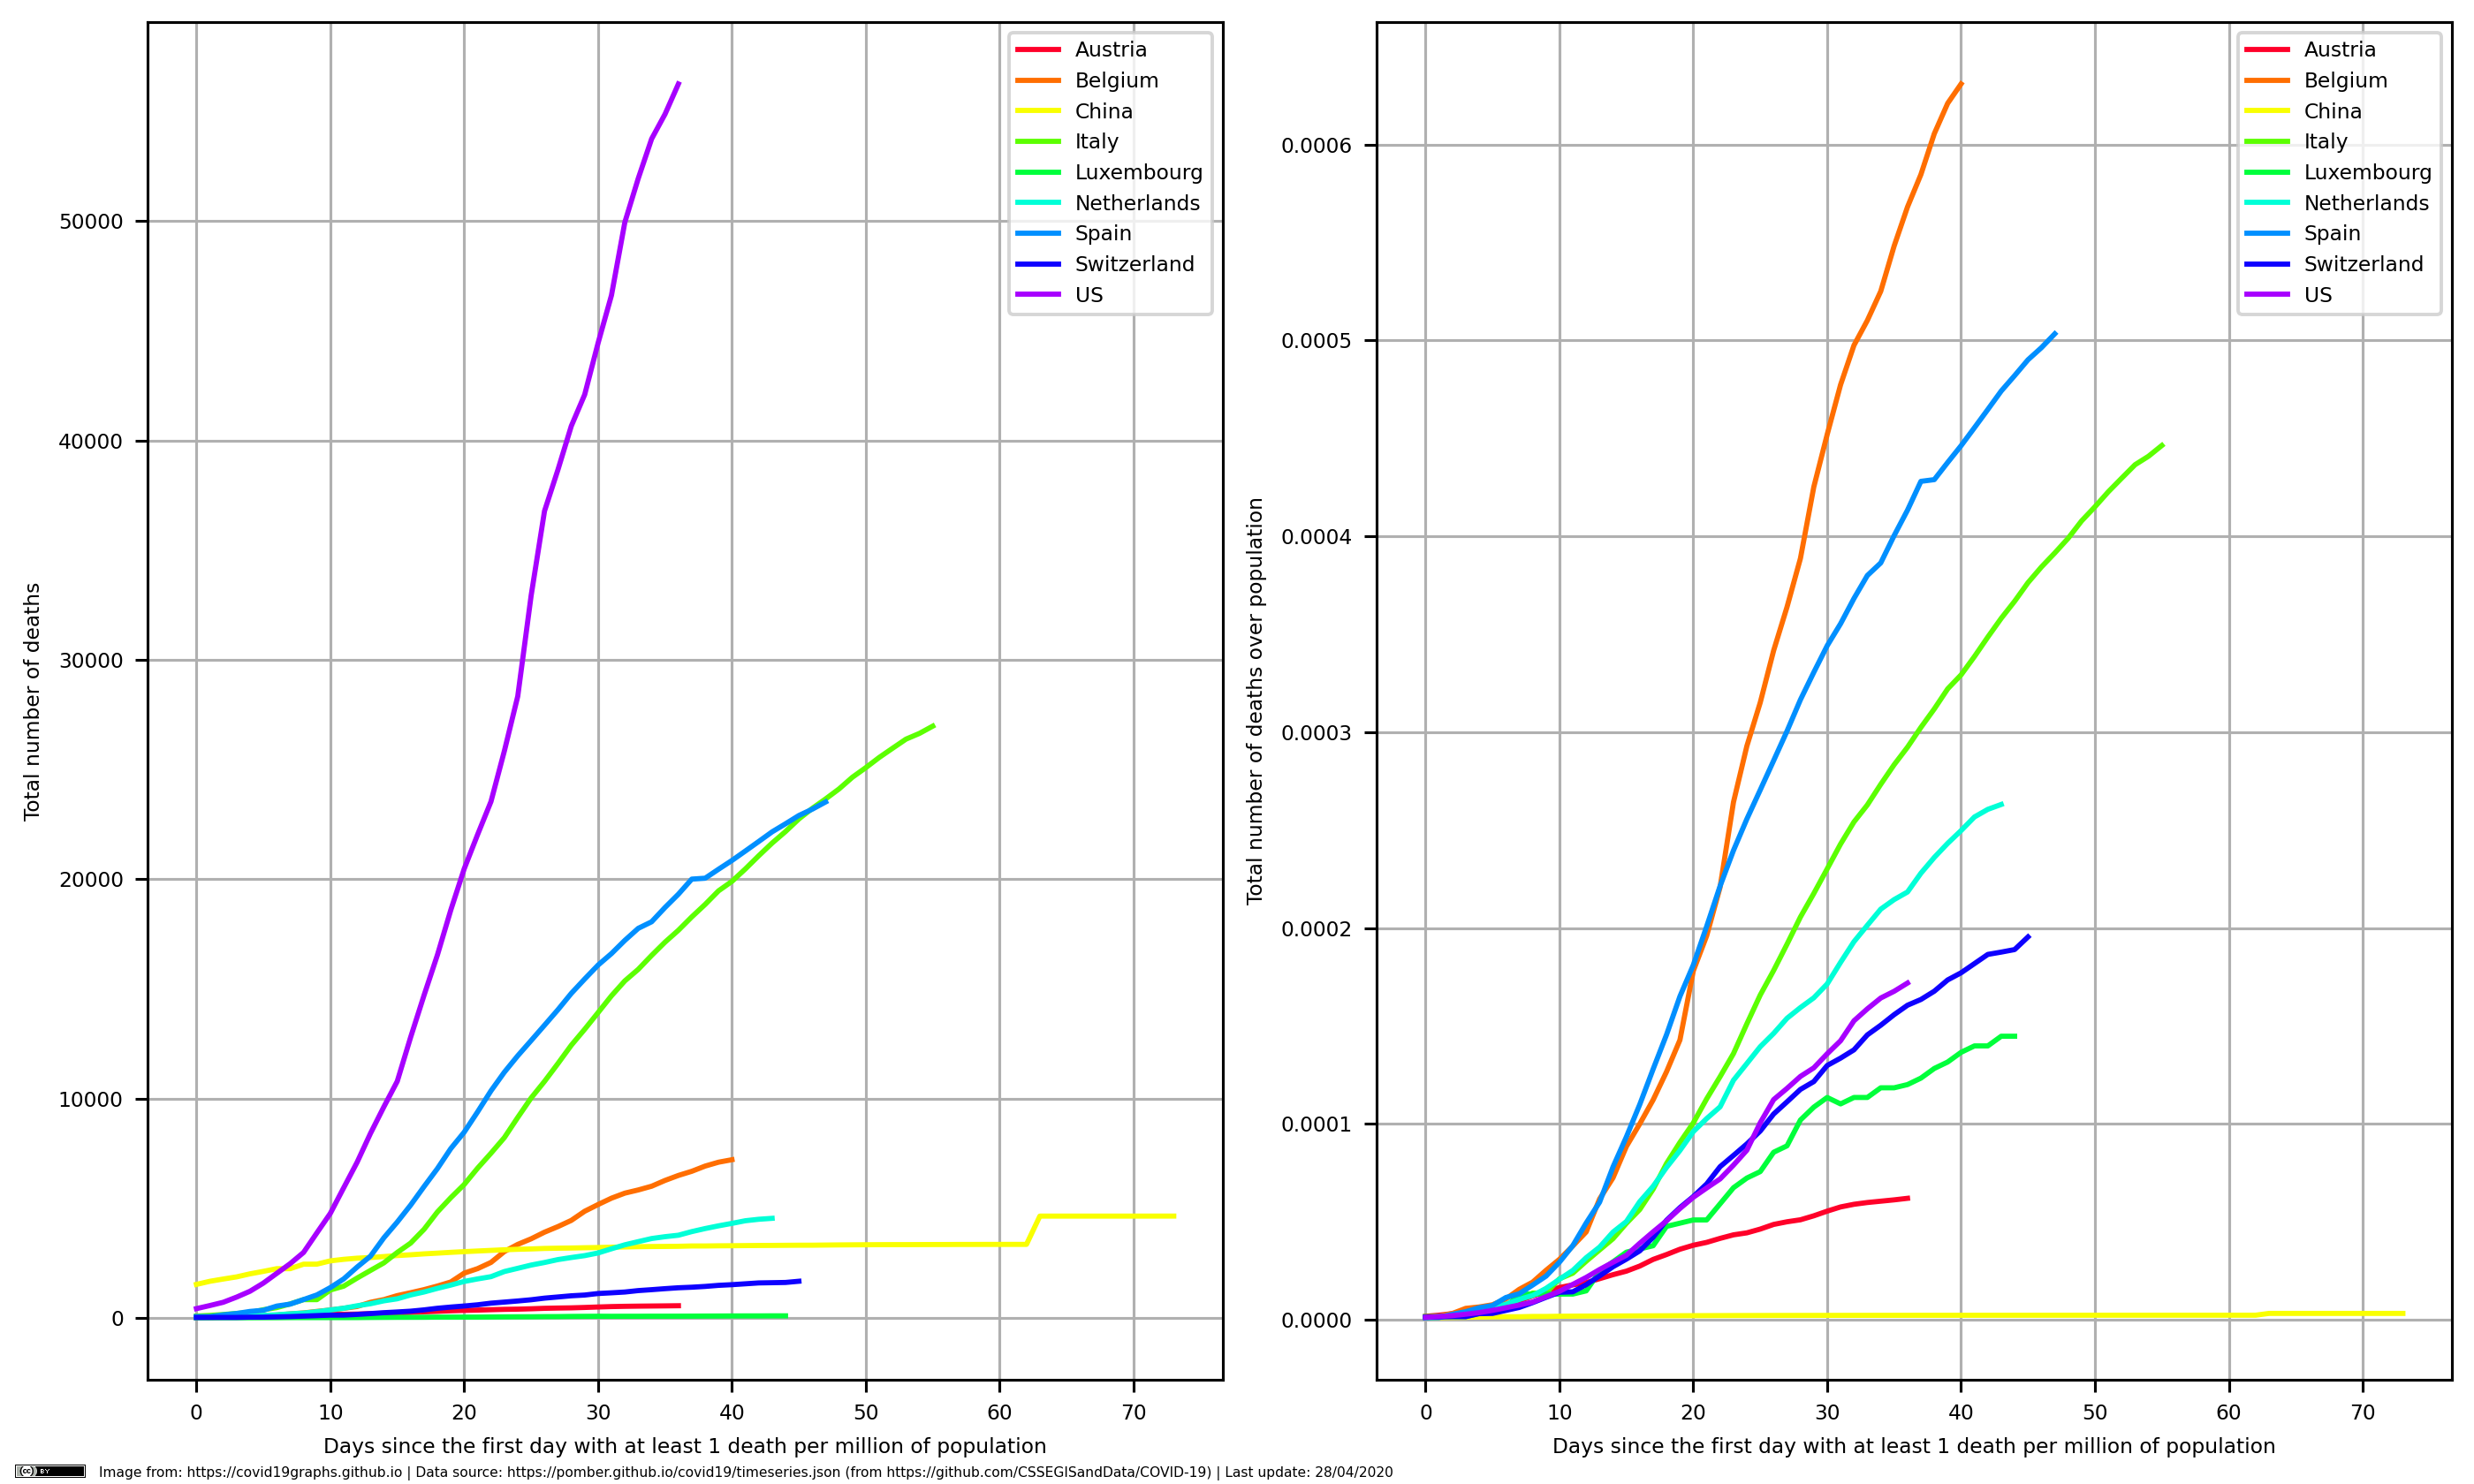 Total number of deaths
50000
40000
30000
20000
10000
0
0 10 20 30 40 50 60 70
Days since the first day with at least 1 death per million of population
Austria
Belgium
China
Italy
Luxembourg
Netherlands
Spain
Switzerland
US
Total number of deaths over population
0.0006
0.0005
0.0004
0.0003
0.0002
0.0001
0.0000
0 10 20 30 40 50 60 70
Days since the first day with at least 1 death per million of population
Austria
Belgium
China
Italy
Luxembourg
Netherlands
Spain
Switzerland
US
(cc) BY
Image from: https://covid19graphs.github.io | Data source: https://pomber.github.io/covid19/timeseries.json (from https://github.com/CSSEGISandData/COVID-19) | Last update: 28/04/2020